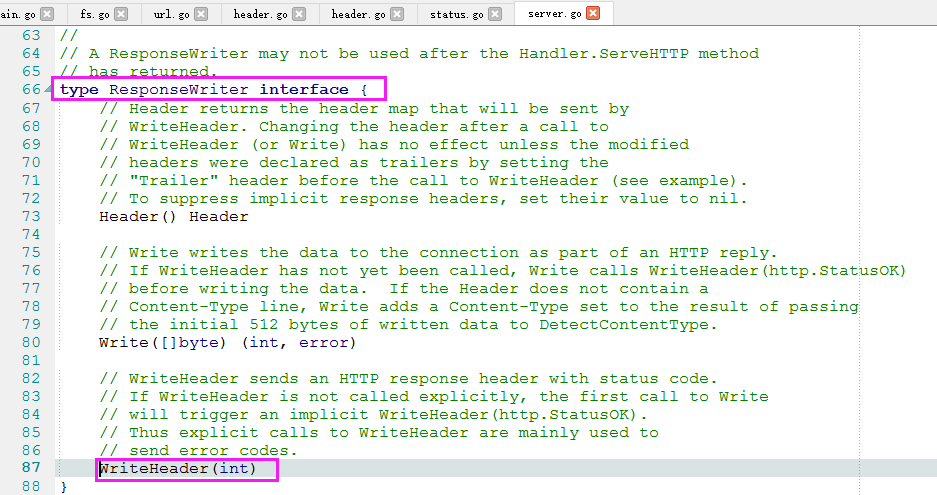 ain.go fs.go url.go header.go header.go status.go server.go
63 //
64 // A ResponseWriter may not be used after the Handler.ServeHTTP method
65 // has returned.
66 type ResponseWriter interface {
67     // Header returns the header map that will be sent by
68     // WriteHeader. Changing the header after a call to
69     // WriteHeader (or Write) has no effect unless the modified
70     // headers were declared as trailers by setting the
71     // "Trailer" header before the call to WriteHeader (see example).
72     // To suppress implicit response headers, set their value to nil.
73     Header() Header
74
75     // Write writes the data to the connection as part of an HTTP reply.
76     // If WriteHeader has not yet been called, Write calls WriteHeader(http.StatusOK)
77     // before writing the data.  If the Header does not contain a
78     // Content-Type line, Write adds a Content-Type set to the result of passing
79     // the initial 512 bytes of written data to DetectContentType.
80     Write([]byte) (int, error)
81
82     // WriteHeader sends an HTTP response header with status code.
83     // If WriteHeader is not called explicitly, the first call to Write
84     // will trigger an implicit WriteHeader(http.StatusOK).
85     // Thus explicit calls to WriteHeader are mainly used to
86     // send error codes.
87     WriteHeader(int)
88 }